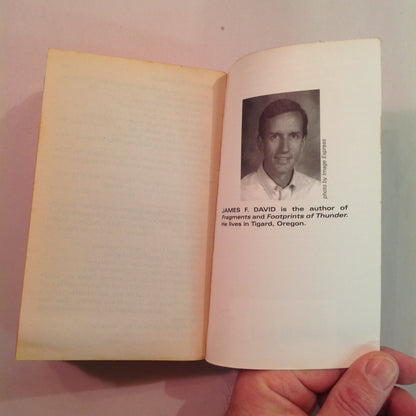 photo by Image Express
JAMES F. DAVID is the author of
Fragments and Footprints of Thunder.
He lives in Tigard, Oregon.